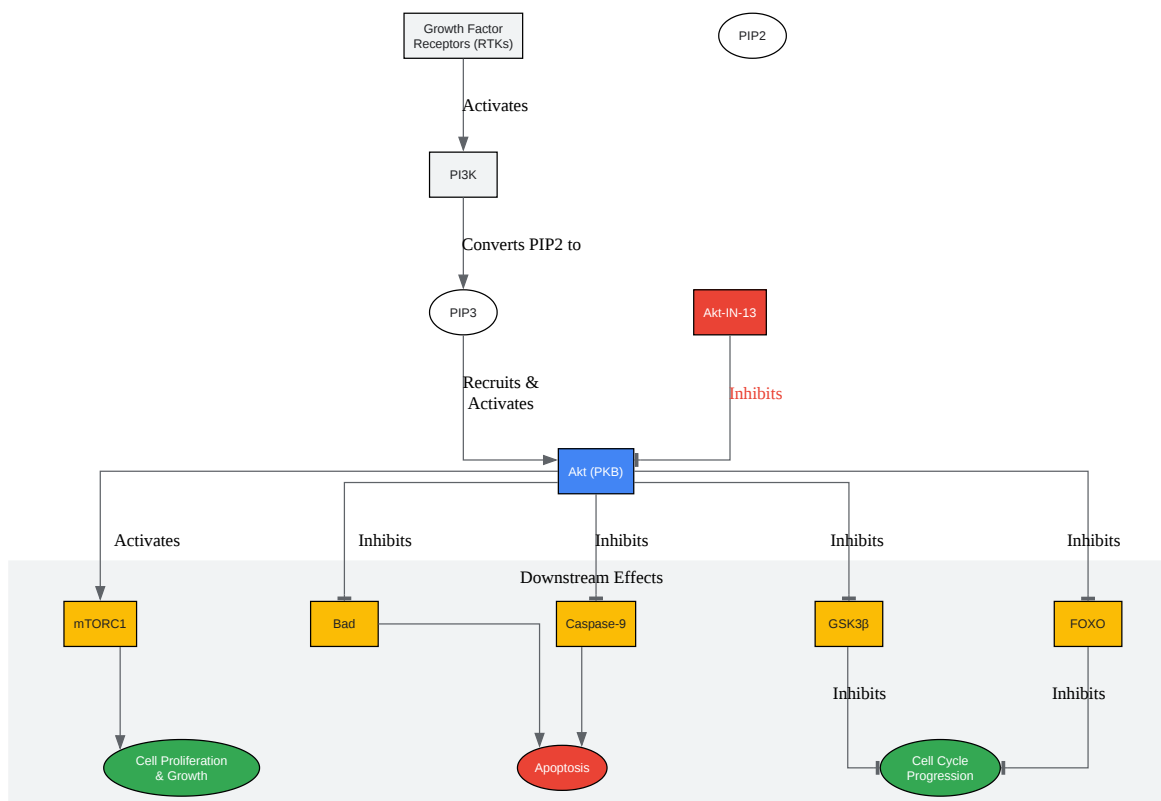 Growth Factor
Receptors (RTKs)
PIP2
Activates
PI3K
Converts PIP2 to
PIP3
Akt-IN-13
Recruits &
Activates
Inhibits
Akt (PKB)
Activates
Inhibits
Inhibits
Inhibits
Inhibits
Downstream Effects
mTORC1
Bad
Caspase-9
GSK3β
FOXO
Inhibits
Inhibits
Cell Proliferation
& Growth
Apoptosis
Cell Cycle
Progression